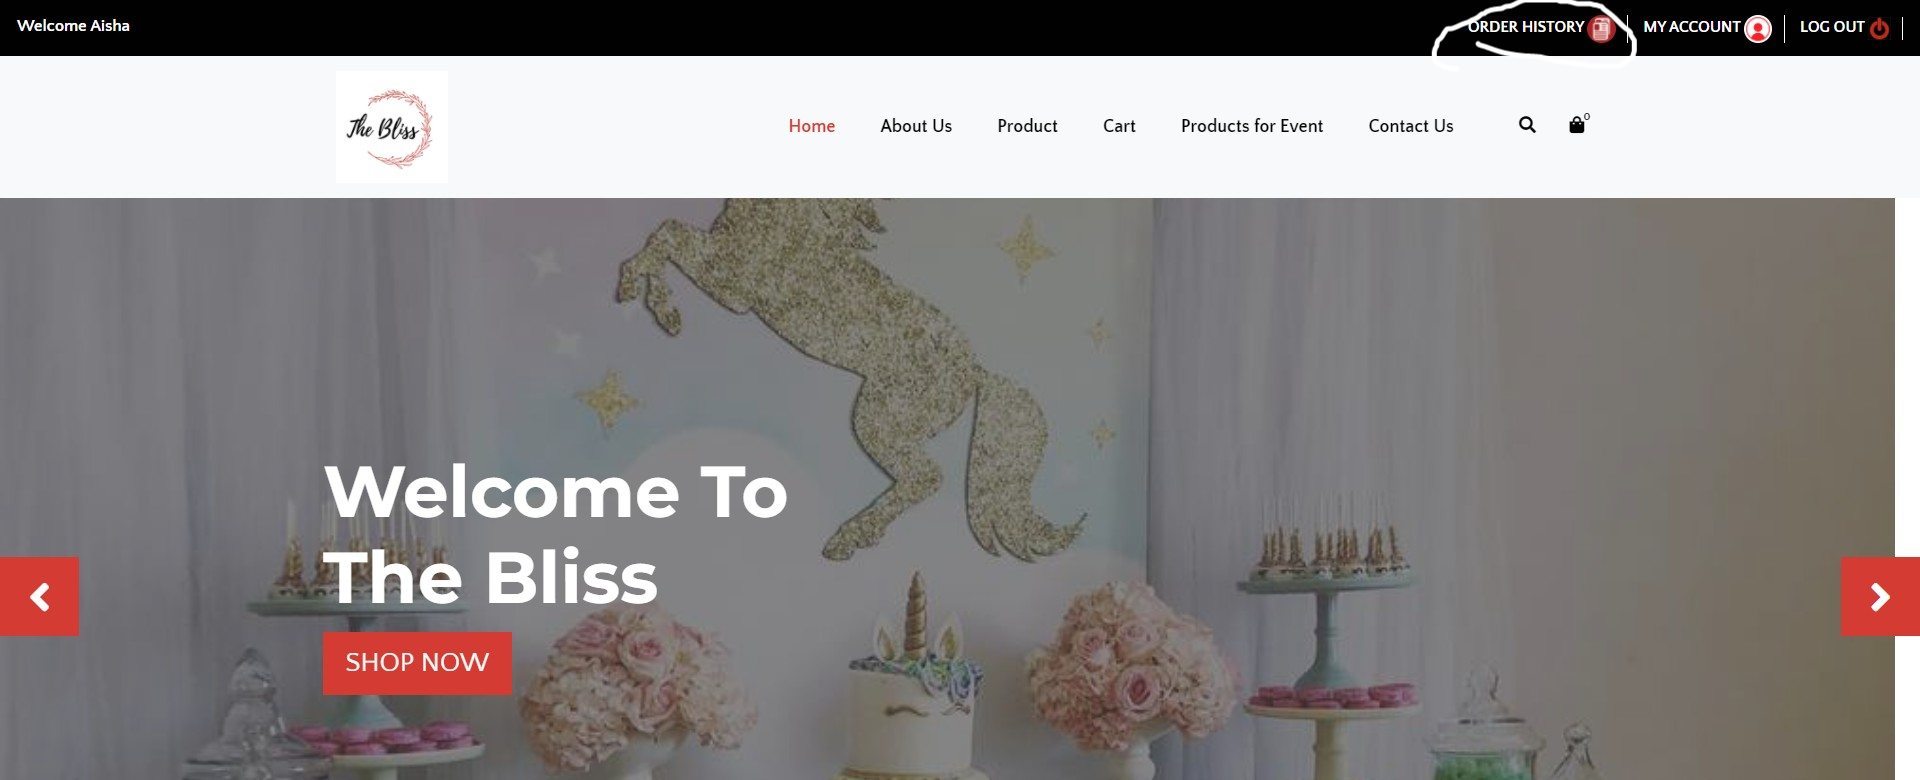 Welcome Aisha
ORDER HISTORY
MY ACCOUNT
LOG OUT
The Bliss
Home
About Us
Product
Cart
Products for Event
Contact Us
0
Welcome To
The Bliss
SHOP NOW